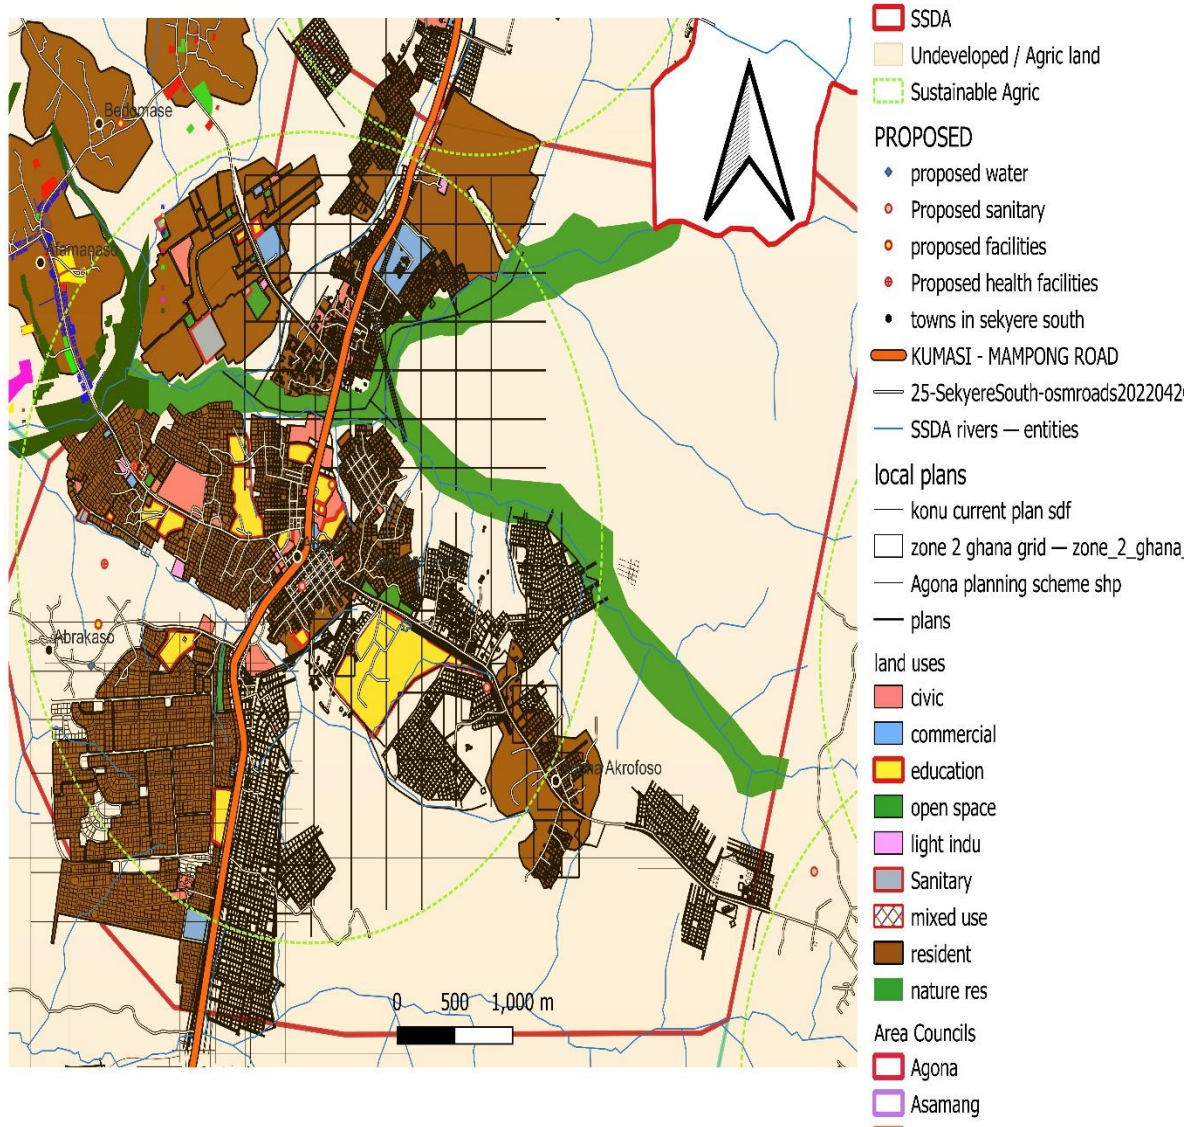 Bedomase
Afamanaso
Abrakaso
Akrofoso
0 500 1,000 m
SSDA
Undeveloped / Agric land
Sustainable Agric
PROPOSED
proposed water
Proposed sanitary
proposed facilities
Proposed health facilities
towns in sekyere south
KUMASI - MAMPONG ROAD
25-SekyereSouth-osmroads2022042
SSDA rivers — entities
local plans
konu current plan sdf
zone 2 ghana grid — zone_2_ghana_
Agona planning scheme shp
plans
land uses
civic
commercial
education
open space
light indu
Sanitary
mixed use
resident
nature res
Area Councils
Agona
Asamang